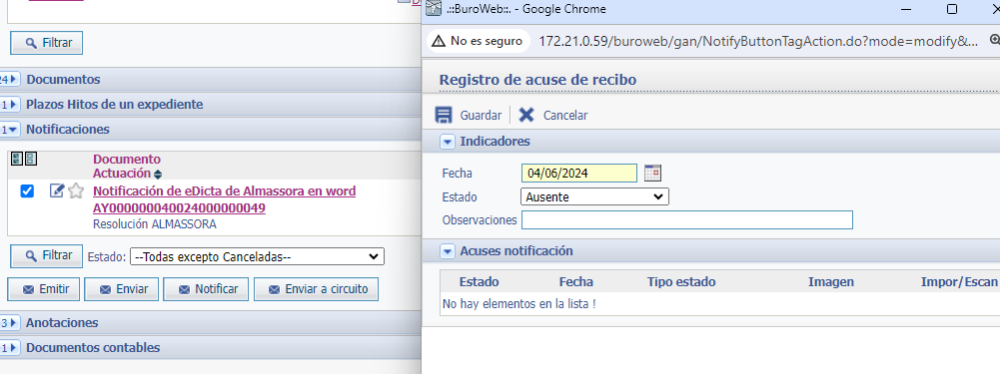 Filtrar
24 Documentos
1 Plazos Hitos de un expediente
1 Notificaciones
Documento
Actuación
Notificación de eDicta de Almassora en word
AY000000040024000000049
Resolución ALMASSORA
Filtrar Estado: --Todas excepto Canceladas--
Emitir Enviar Notificar Enviar a circuito
3 Anotaciones
1 Documentos contables
.::BuroWeb::. - Google Chrome
No es seguro 172.21.0.59/buroweb/gan/NotifyButtonTagAction.do?mode=modify&...
Registro de acuse de recibo
Guardar Cancelar
Indicadores
Fecha 04/06/2024
Estado Ausente
Observaciones
Acuses notificación
Estado Fecha Tipo estado Imagen Impor/Escan
No hay elementos en la lista !